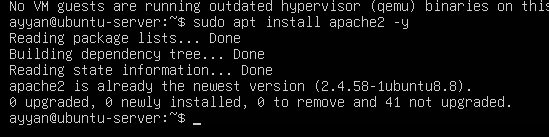 No VM guests are running outdated hypervisor (qemu) binaries on this
ayyan@ubuntu-server:~$ sudo apt install apache2 -y
Reading package lists... Done
Building dependency tree... Done
Reading state information... Done
apache2 is already the newest version (2.4.58-1ubuntu8.8).
0 upgraded, 0 newly installed, 0 to remove and 41 not upgraded.
ayyan@ubuntu-server:~$ _